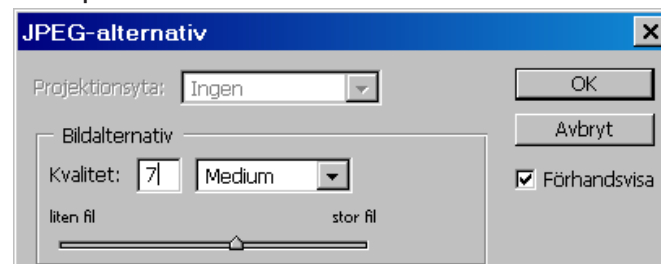 JPEG-alternativ
Projektionsyta: Ingen
OK
Bildalternativ
Avbryt
Kvalitet: 7 Medium
Förhandsvisa
liten fil stor fil